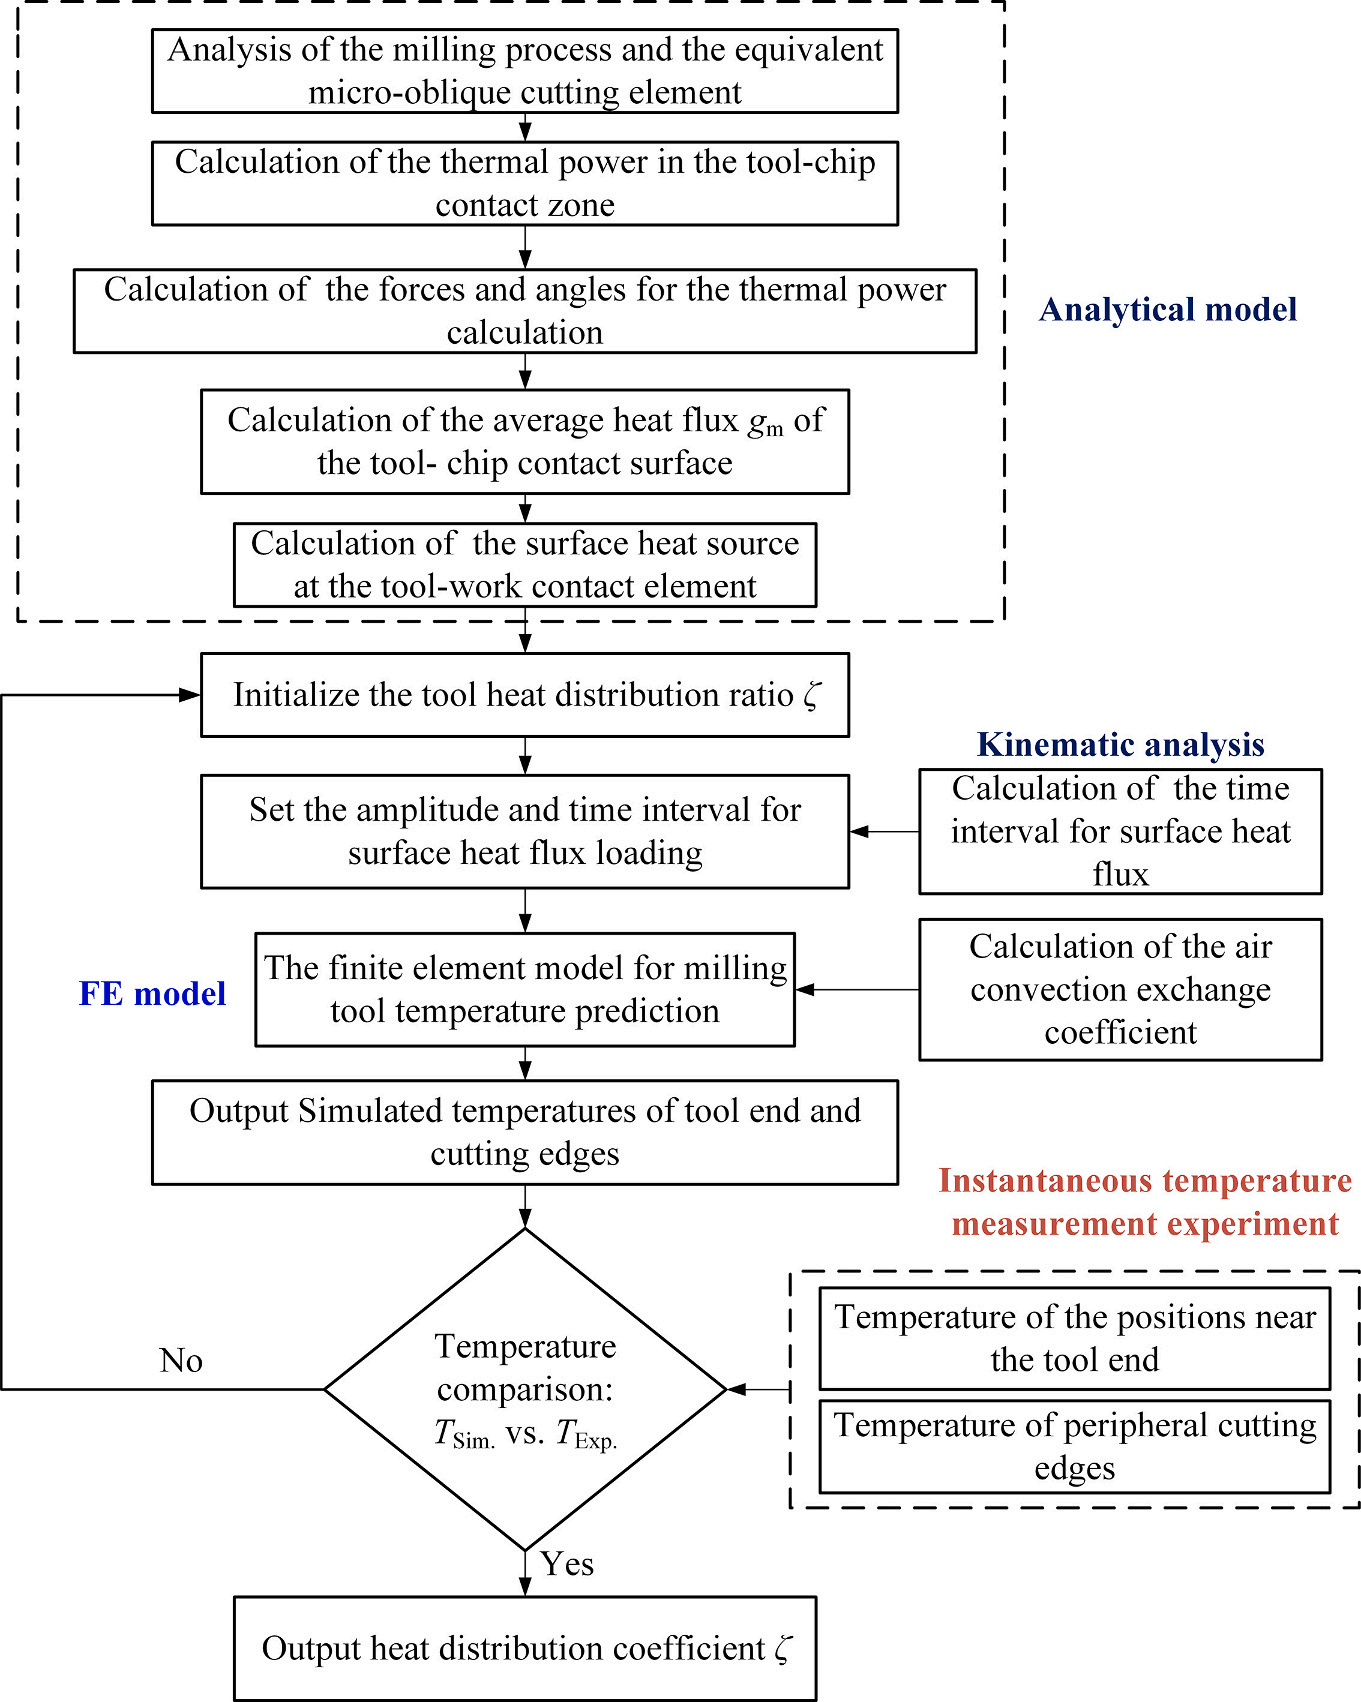 Analysis of the milling process and the equivalent
micro-oblique cutting element
Calculation of the thermal power in the tool-chip
contact zone
Calculation of  the forces and angles for the thermal power
calculation
Analytical model
Calculation of the average heat flux gm of
the tool- chip contact surface
Calculation of  the surface heat source
at the tool-work contact element
Initialize the tool heat distribution ratio ζ
Kinematic analysis
Set the amplitude and time interval for
surface heat flux loading
Calculation of  the time
interval for surface heat
flux
FE model
The finite element model for milling
tool temperature prediction
Calculation of the air
convection exchange
coefficient
Output Simulated temperatures of tool end and
cutting edges
Instantaneous temperature
measurement experiment
Temperature
comparison:
TSim. vs. TExp.
No
Temperature of the positions near
the tool end
Temperature of peripheral cutting
edges
Yes
Output heat distribution coefficient ζ